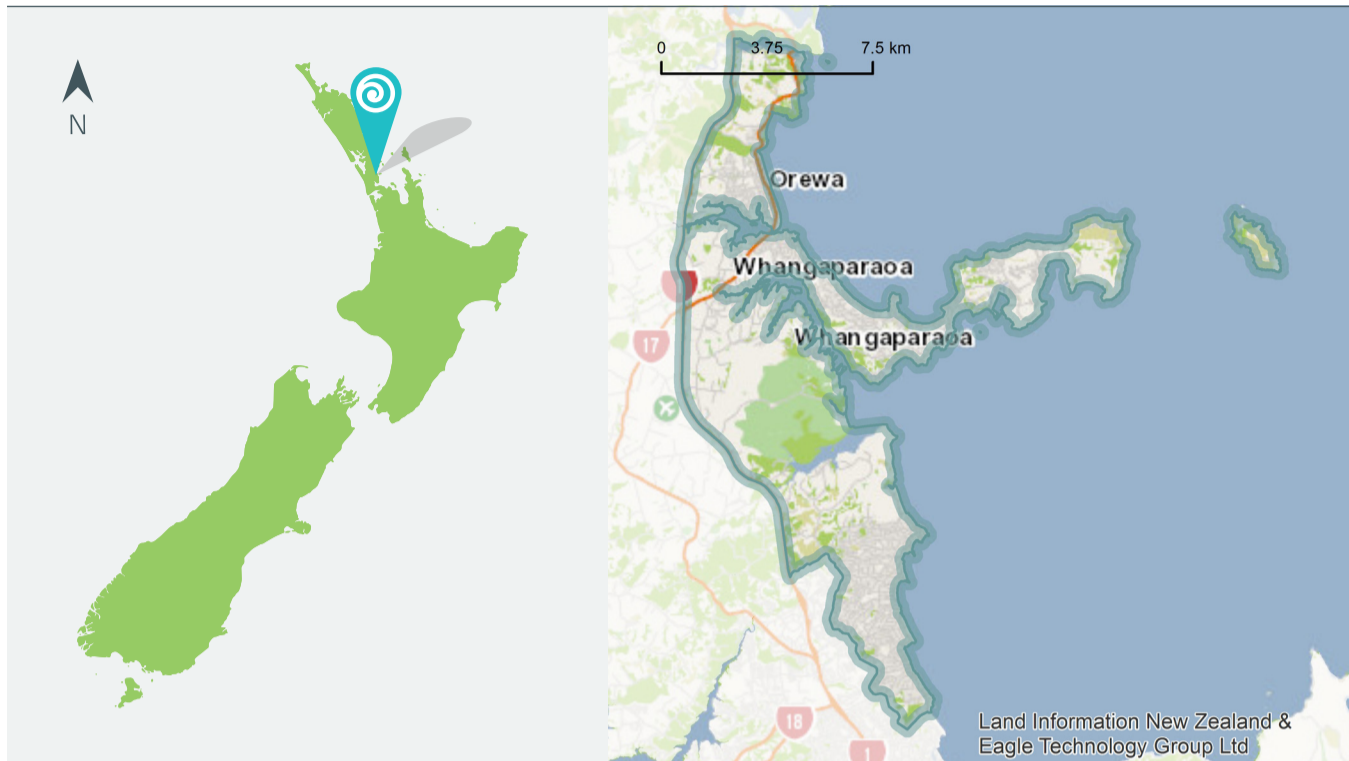 N
0 3.75 7.5 km
Orewa
Whangaparaoa
17
Whangaparaoa
18
1
Land Information New Zealand &
Eagle Technology Group Ltd